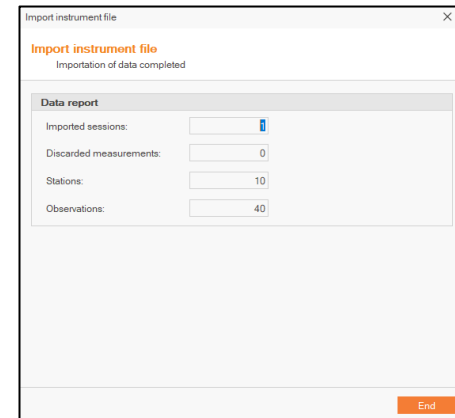 Import instrument file
Import instrument file
Importation of data completed
Data report
Imported sessions: 1
Discarded measurements: 0
Stations: 10
Observations: 40
End